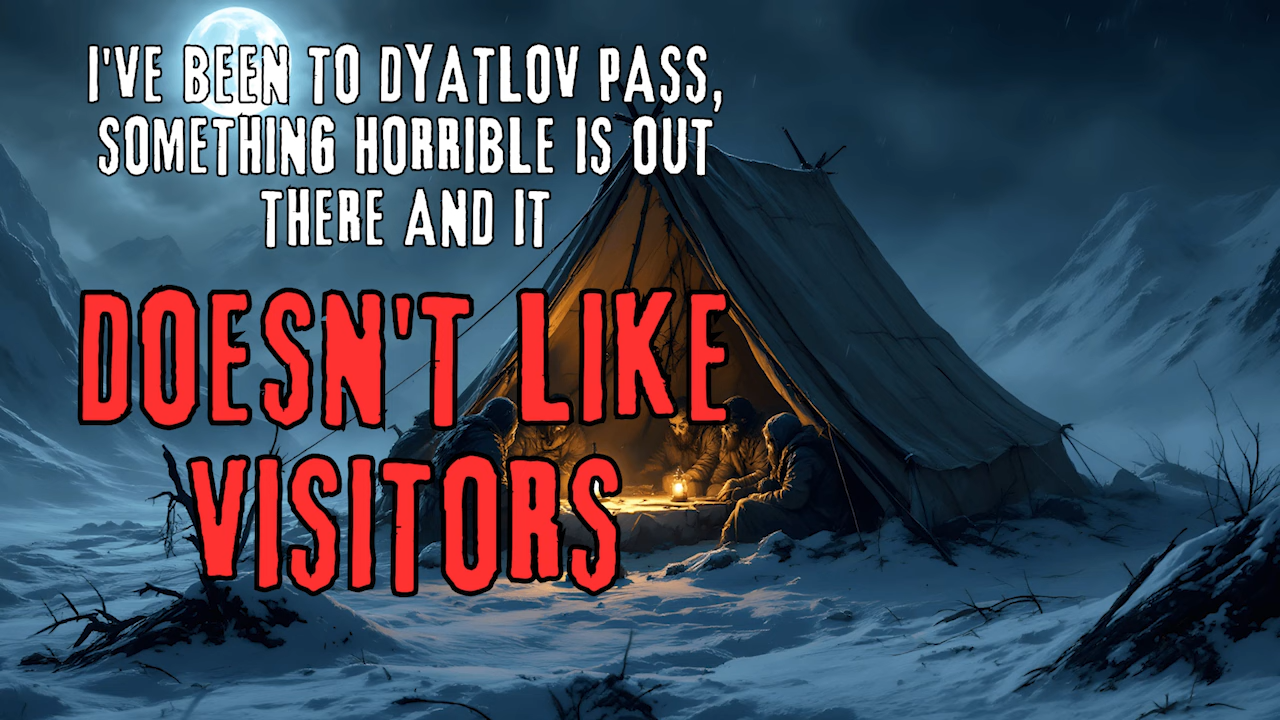 I'VE BEEN TO DYATLOV PASS,
SOMETHING HORRIBLE IS OUT
THERE AND IT
DOESN'T LIKE
VISITORS